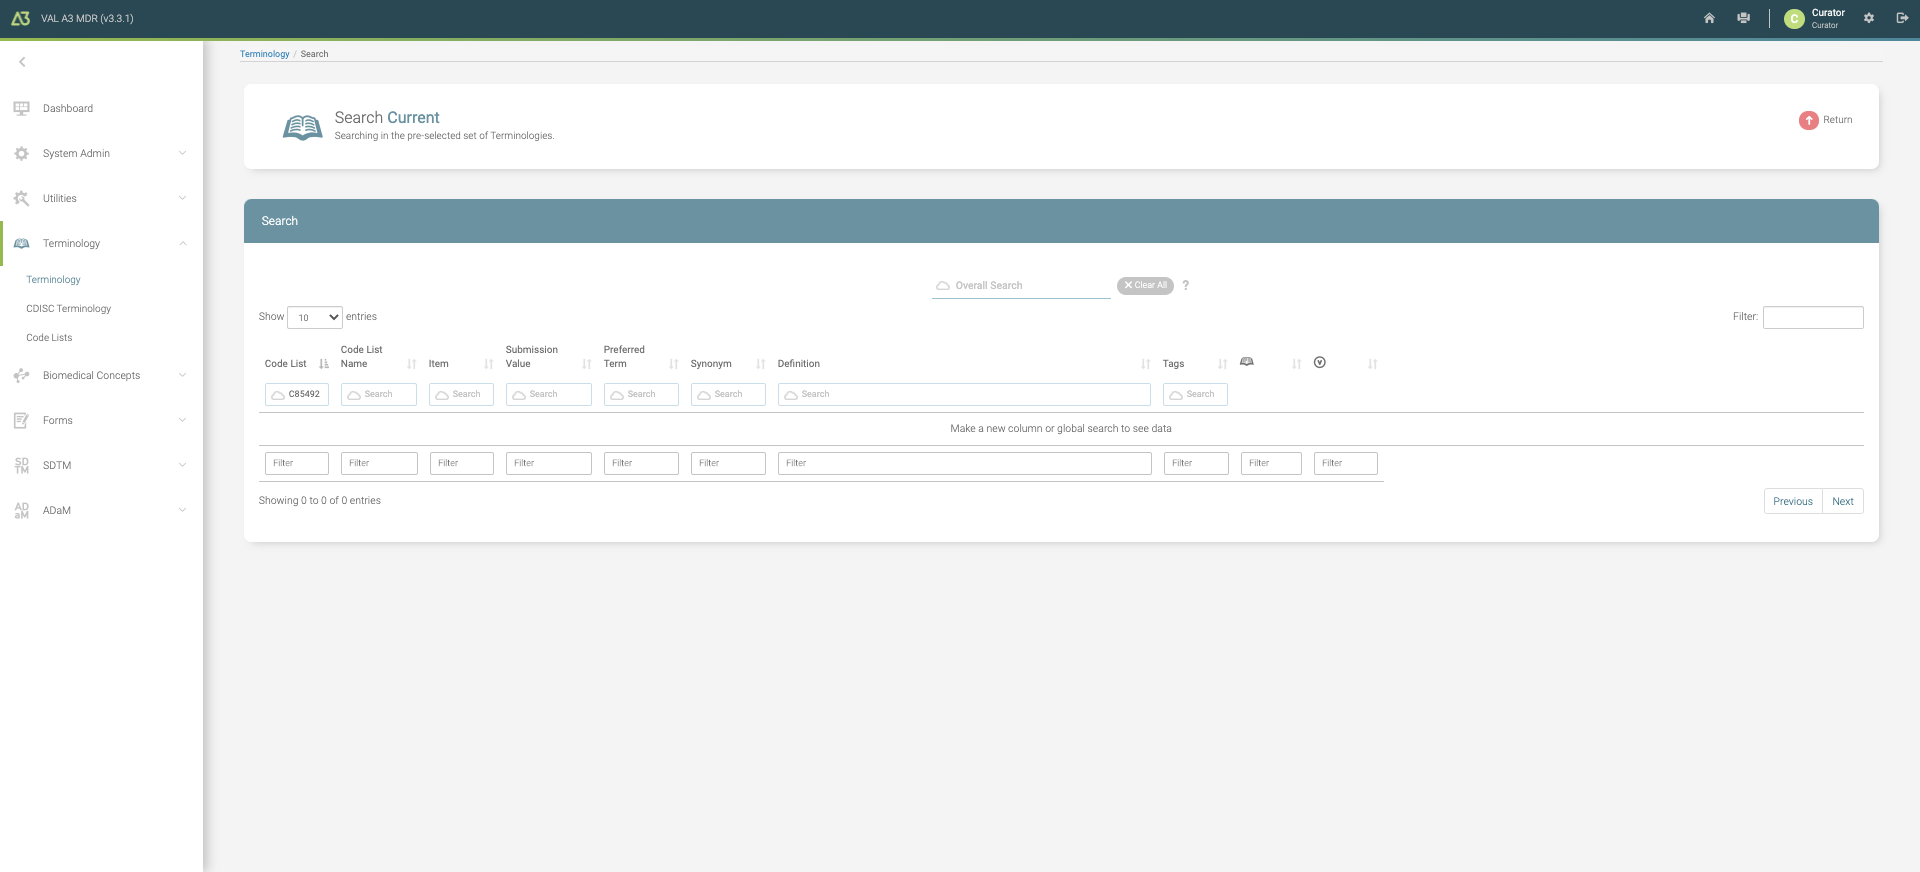 A3 VAL A3 MDR (v3.3.1)
C Curator
Curator
Terminology / Search
Dashboard
System Admin
Utilities
Terminology
Terminology
CDISC Terminology
Code Lists
Biomedical Concepts
Forms
SDTM SDTM
ADaM ADaM
Search Current
Searching in the pre-selected set of Terminologies.
Return
Search
Overall Search Clear All ?
Show 10 entries Filter:
Code List Code List Name Item Submission Value Preferred Term Synonym Definition Tags
C85492 Search Search Search Search Search Search Search
Make a new column or global search to see data
Filter Filter Filter Filter Filter Filter Filter Filter Filter Filter
Showing 0 to 0 of 0 entries Previous Next